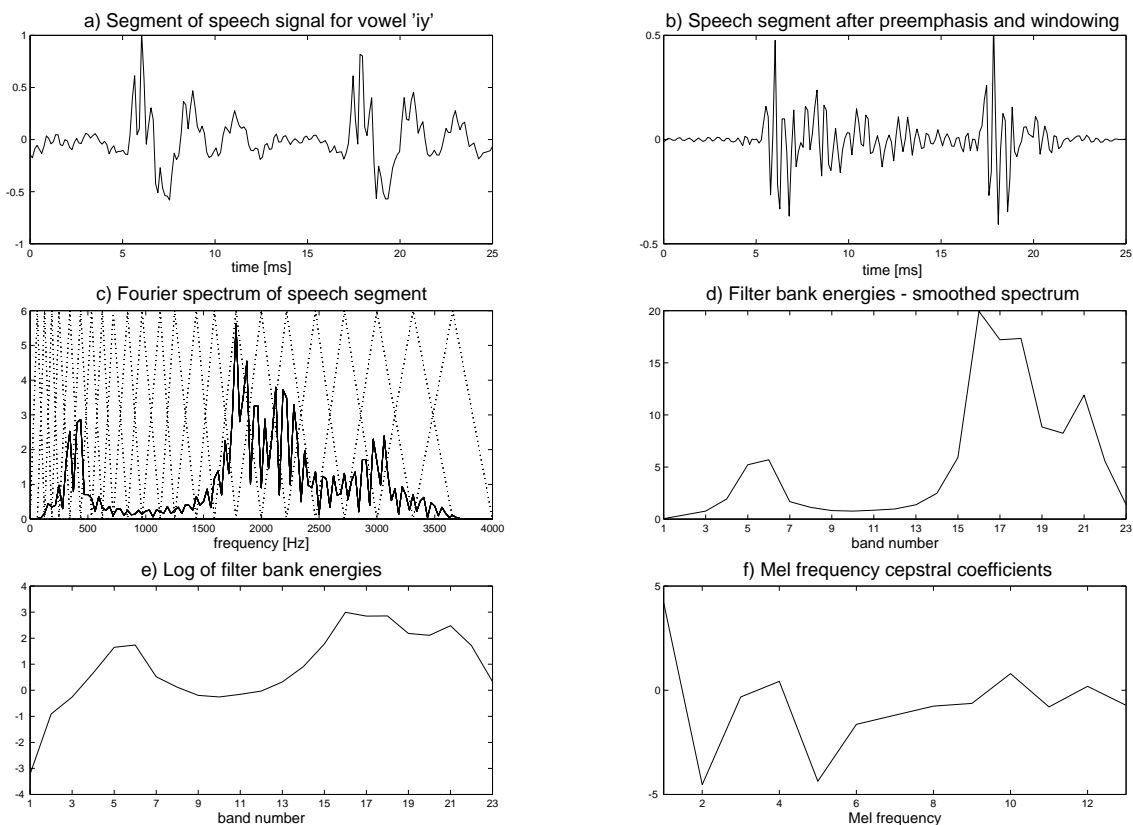 a) Segment of speech signal for vowel 'iy'
1
0.5
0
-0.5
-1
0 5 10 15 20 25
time [ms]
b) Speech segment after preemphasis and windowing
0.5
0
-0.5
0 5 10 15 20 25
time [ms]
c) Fourier spectrum of speech segment
6
5
4
3
2
1
0
0 500 1000 1500 2000 2500 3000 3500 4000
frequency [Hz]
d) Filter bank energies - smoothed spectrum
20
15
10
5
0
1 3 5 7 9 11 13 15 17 19 21 23
band number
e) Log of filter bank energies
4
3
2
1
0
-1
-2
-3
-4
1 3 5 7 9 11 13 15 17 19 21 23
band number
f) Mel frequency cepstral coefficients
5
0
-5
2 4 6 8 10 12
Mel frequency